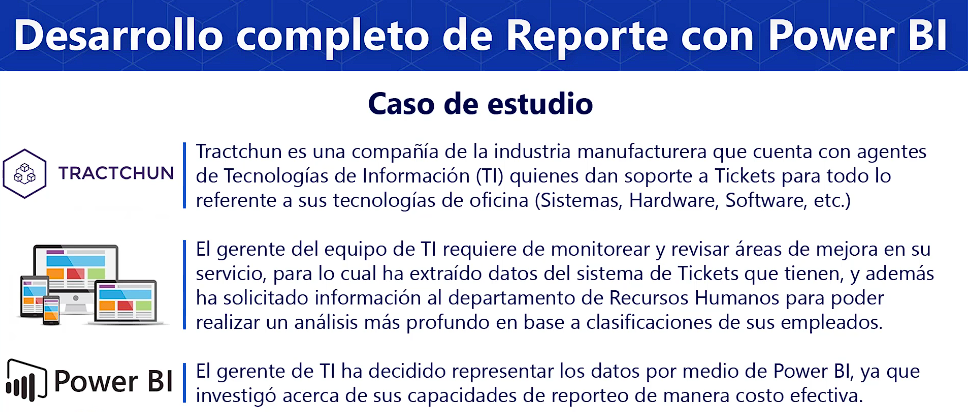 Desarrollo completo de Reporte con Power BI
Caso de estudio
TRACTCHUN
Tractchun es una compañía de la industria manufacturera que cuenta con agentes
de Tecnologías de Información (TI) quienes dan soporte a Tickets para todo lo
referente a sus tecnologías de oficina (Sistemas, Hardware, Software, etc.)
El gerente del equipo de TI requiere de monitorear y revisar áreas de mejora en su
servicio, para lo cual ha extraído datos del sistema de Tickets que tienen, y además
ha solicitado información al departamento de Recursos Humanos para poder
realizar un análisis más profundo en base a clasificaciones de sus empleados.
Power BI
El gerente de TI ha decidido representar los datos por medio de Power BI, ya que
investigó acerca de sus capacidades de reporteo de manera costo efectiva.